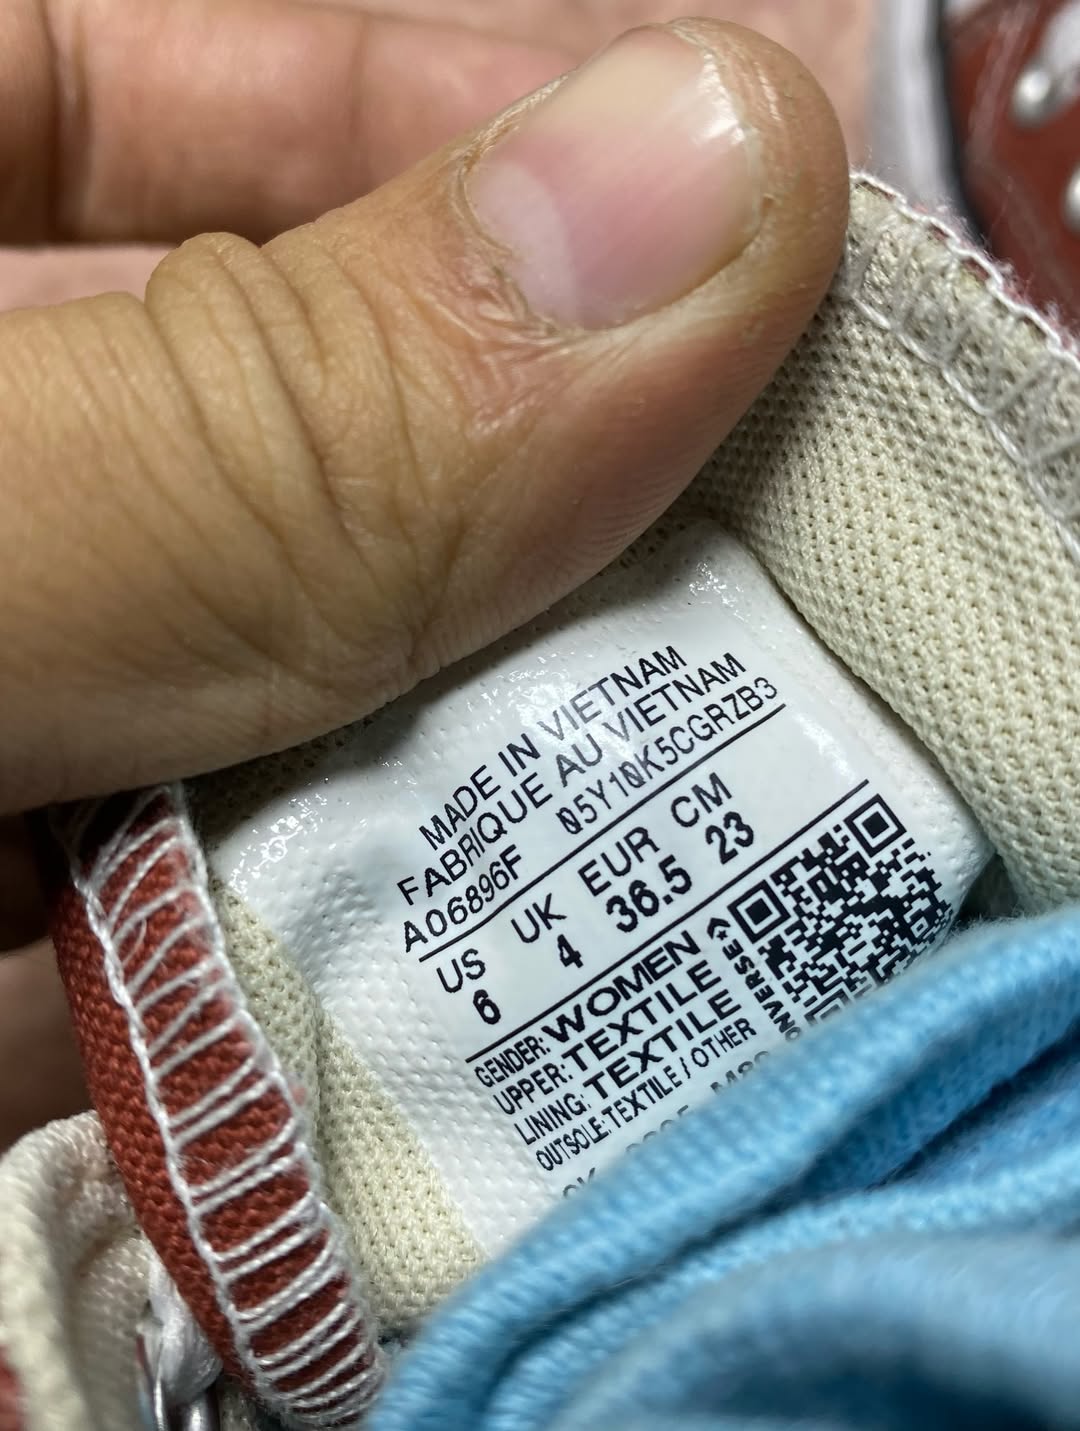 MADE IN VIETNAM
FABRIQUE AU VIETNAM
A06896F 05Y10K5CGRZB3
US UK EUR CM
6 4 36.5 23
GENDER: WOMEN
UPPER: TEXTILE
LINING: TEXTILE
OUTSOLE: TEXTILE / OTHER